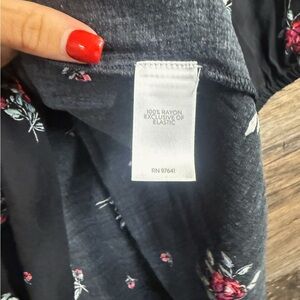 100% RAYON
EXCLUSIVE OF
ELASTIC
RN 97641